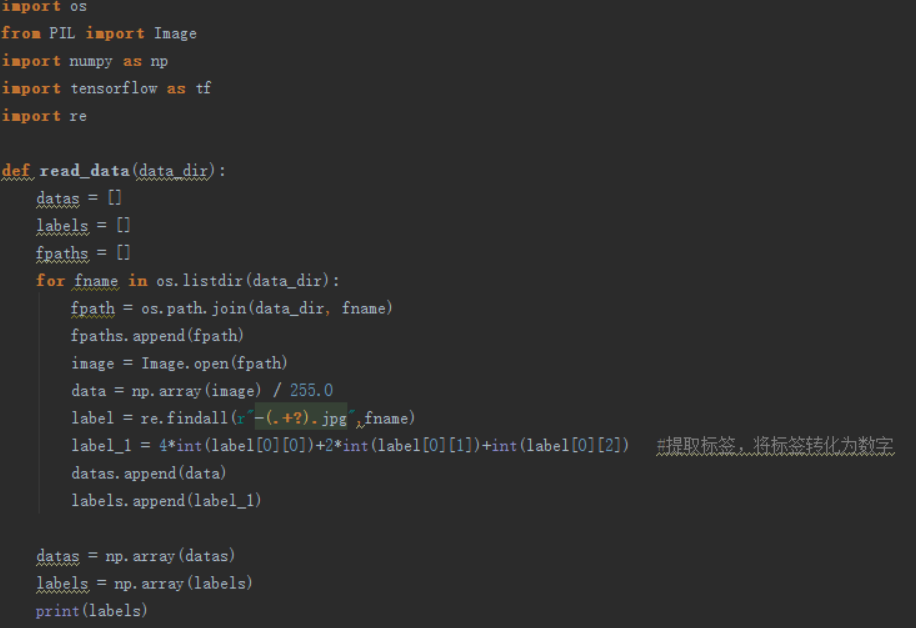 import os
from PIL import Image
import numpy as np
import tensorflow as tf
import re
def read_data(data_dir):
datas = []
labels = []
fpaths = []
for fname in os.listdir(data_dir):
fpath = os.path.join(data_dir, fname)
fpaths.append(fpath)
image = Image.open(fpath)
data = np.array(image) / 255.0
label = re.findall(r"-(.+?).jpg",fname)
label_1 = 4*int(label[0][0])+2*int(label[0][1])+int(label[0][2]) #提取标签，将标签转化为数字
datas.append(data)
labels.append(label_1)
datas = np.array(datas)
labels = np.array(labels)
print(labels)